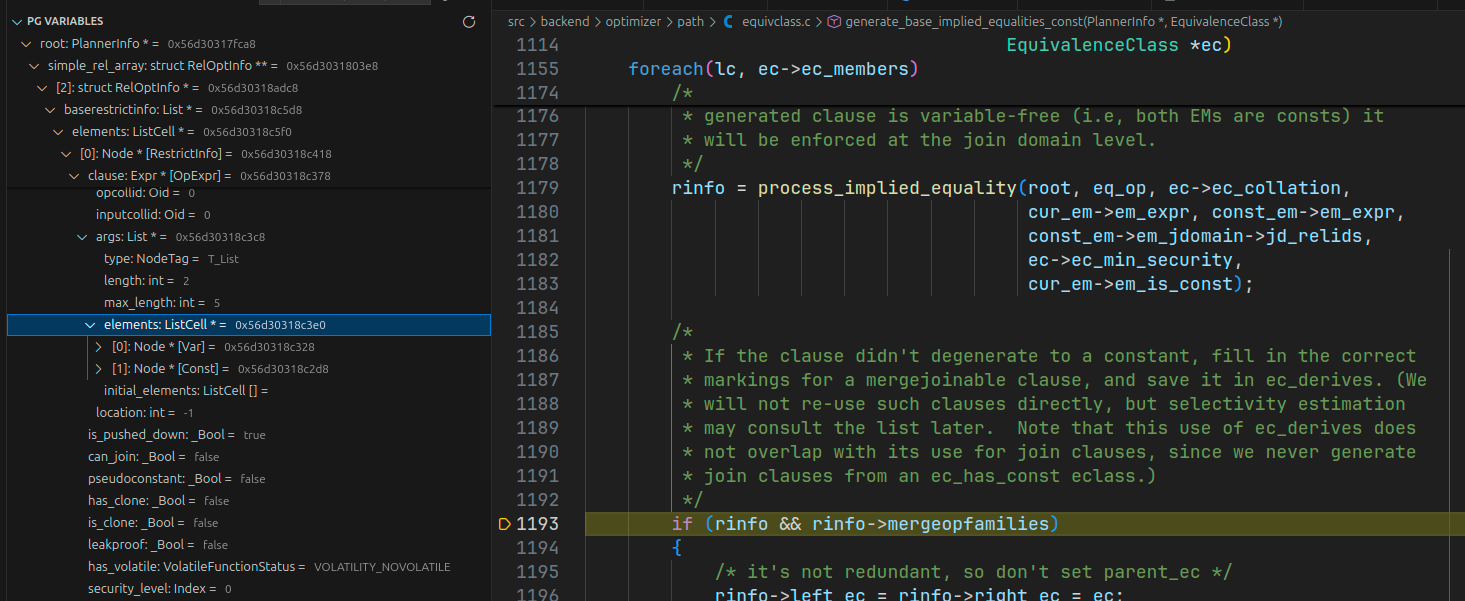 PG VARIABLES
root: PlannerInfo * = 0x56d30317fca8
simple_rel_array: struct RelOptInfo ** = 0x56d3031803e8
[2]: struct RelOptInfo * = 0x56d30318adc8
baserestrictinfo: List * = 0x56d30318c5d8
elements: ListCell * = 0x56d30318c5f0
[0]: Node * [RestrictInfo] = 0x56d30318c418
clause: Expr * [OpExpr] = 0x56d30318c378
opcollid: Oid = 0
inputcollid: Oid = 0
args: List * = 0x56d30318c3c8
type: NodeTag = T_List
length: int = 2
max_length: int = 5
elements: ListCell * = 0x56d30318c3e0
[0]: Node * [Var] = 0x56d30318c328
[1]: Node * [Const] = 0x56d30318c2d8
initial_elements: ListCell [] =
location: int = -1
is_pushed_down: _Bool = true
can_join: _Bool = false
pseudoconstant: _Bool = false
has_clone: _Bool = false
is_clone: _Bool = false
leakproof: _Bool = false
has_volatile: VolatileFunctionStatus = VOLATILITY_NOVOLATILE
security_level: Index = 0
src > backend > optimizer > path > C equivclass.c > generate_base_implied_equalities_const(PlannerInfo *, EquivalenceClass *)
1114 EquivalenceClass *ec)
1155 foreach(lc, ec->ec_members)
1174 /*
1176 * generated clause is variable-free (i.e, both EMs are consts) it
1177 * will be enforced at the join domain level.
1178 */
1179 rinfo = process_implied_equality(root, eq_op, ec->ec_collation,
1180 cur_em->em_expr, const_em->em_expr,
1181 const_em->em_jdomain->jd_relids,
1182 ec->ec_min_security,
1183 cur_em->em_is_const);
1184
1185 /*
1186 * If the clause didn't degenerate to a constant, fill in the correct
1187 * markings for a mergejoinable clause, and save it in ec_derives. (We
1188 * will not re-use such clauses directly, but selectivity estimation
1189 * may consult the list later.  Note that this use of ec_derives does
1190 * not overlap with its use for join clauses, since we never generate
1191 * join clauses from an ec_has_const eclass.)
1192 */
1193 if (rinfo && rinfo->mergeopfamilies)
1194 {
1195 /* it's not redundant, so don't set parent_ec */
1196 rinfo->left_ec = rinfo->right_ec = ec;